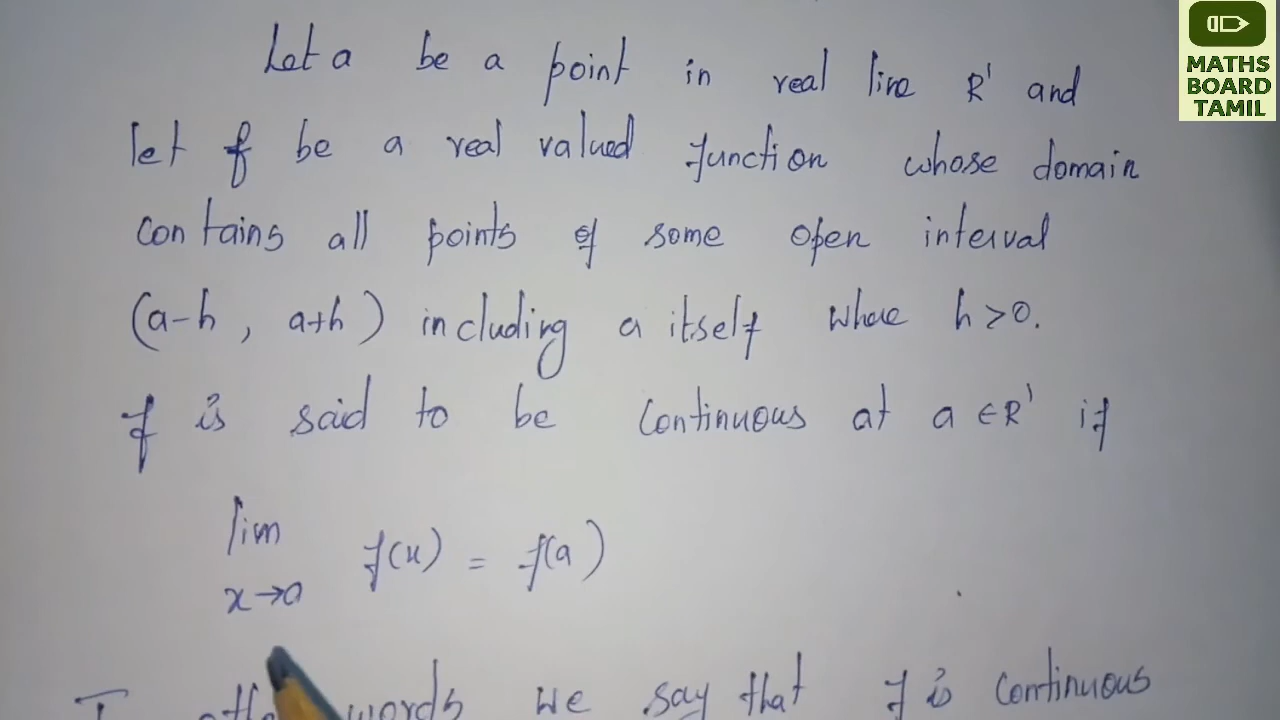 MATHS
BOARD
TAMIL
Let a be a point in real line R¹ and
let f be a real valued function whose domain
contains all points of some open interval
(a-h, a+h) including a itself where h>0.
f is said to be continuous at a ∈ R¹ if
lim f(x) = f(a)
x→a
In other words we say that f is continuous